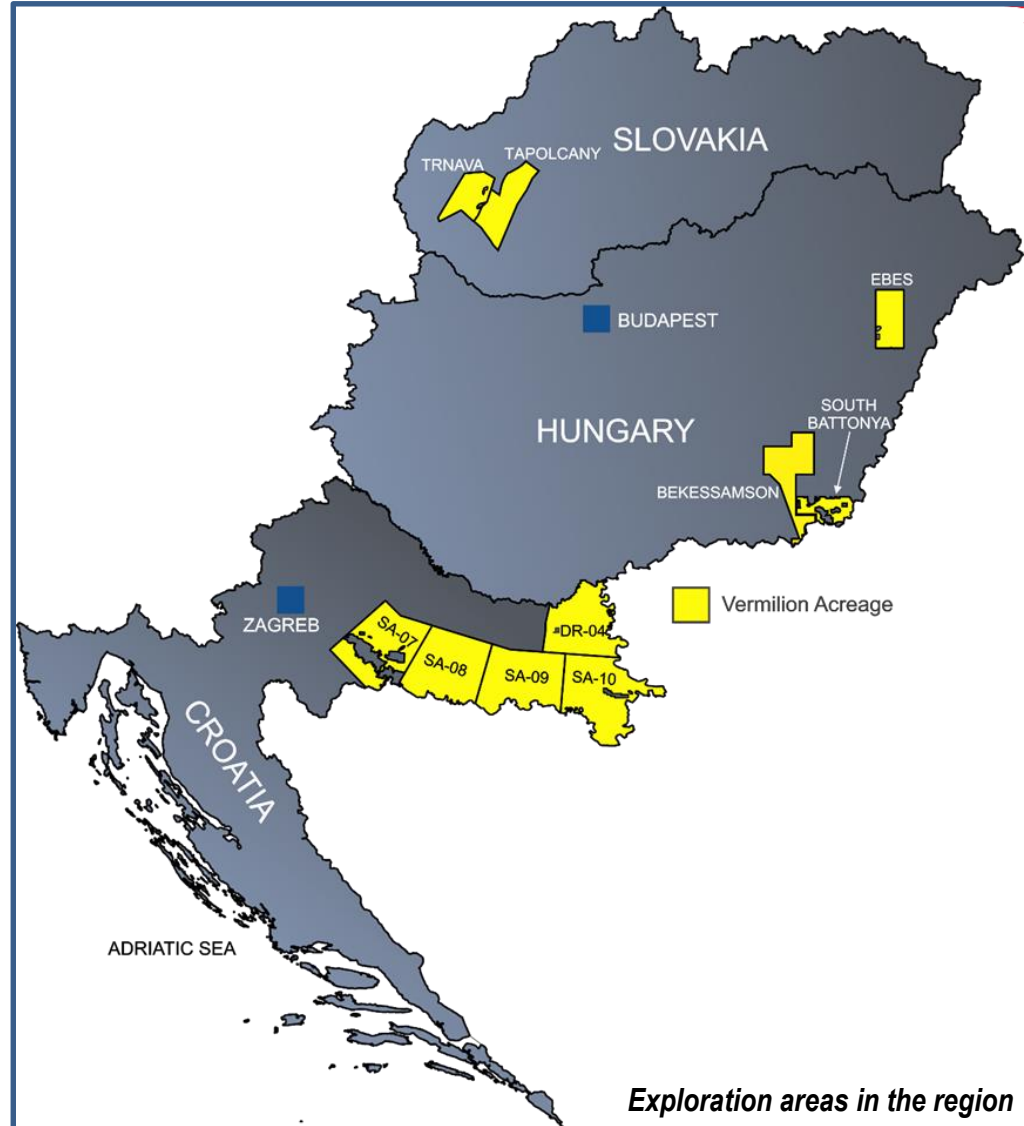 SLOVAKIA
TRNAVA
TAPOLCANY
EBES
BUDAPEST
SOUTH
BATTONYA
HUNGARY
BEKESSAMSON
Vermilion Acreage
ZAGREB
SA-07
DR-04
SA-08
SA-09
SA-10
CROATIA
ADRIATIC SEA
Exploration areas in the region